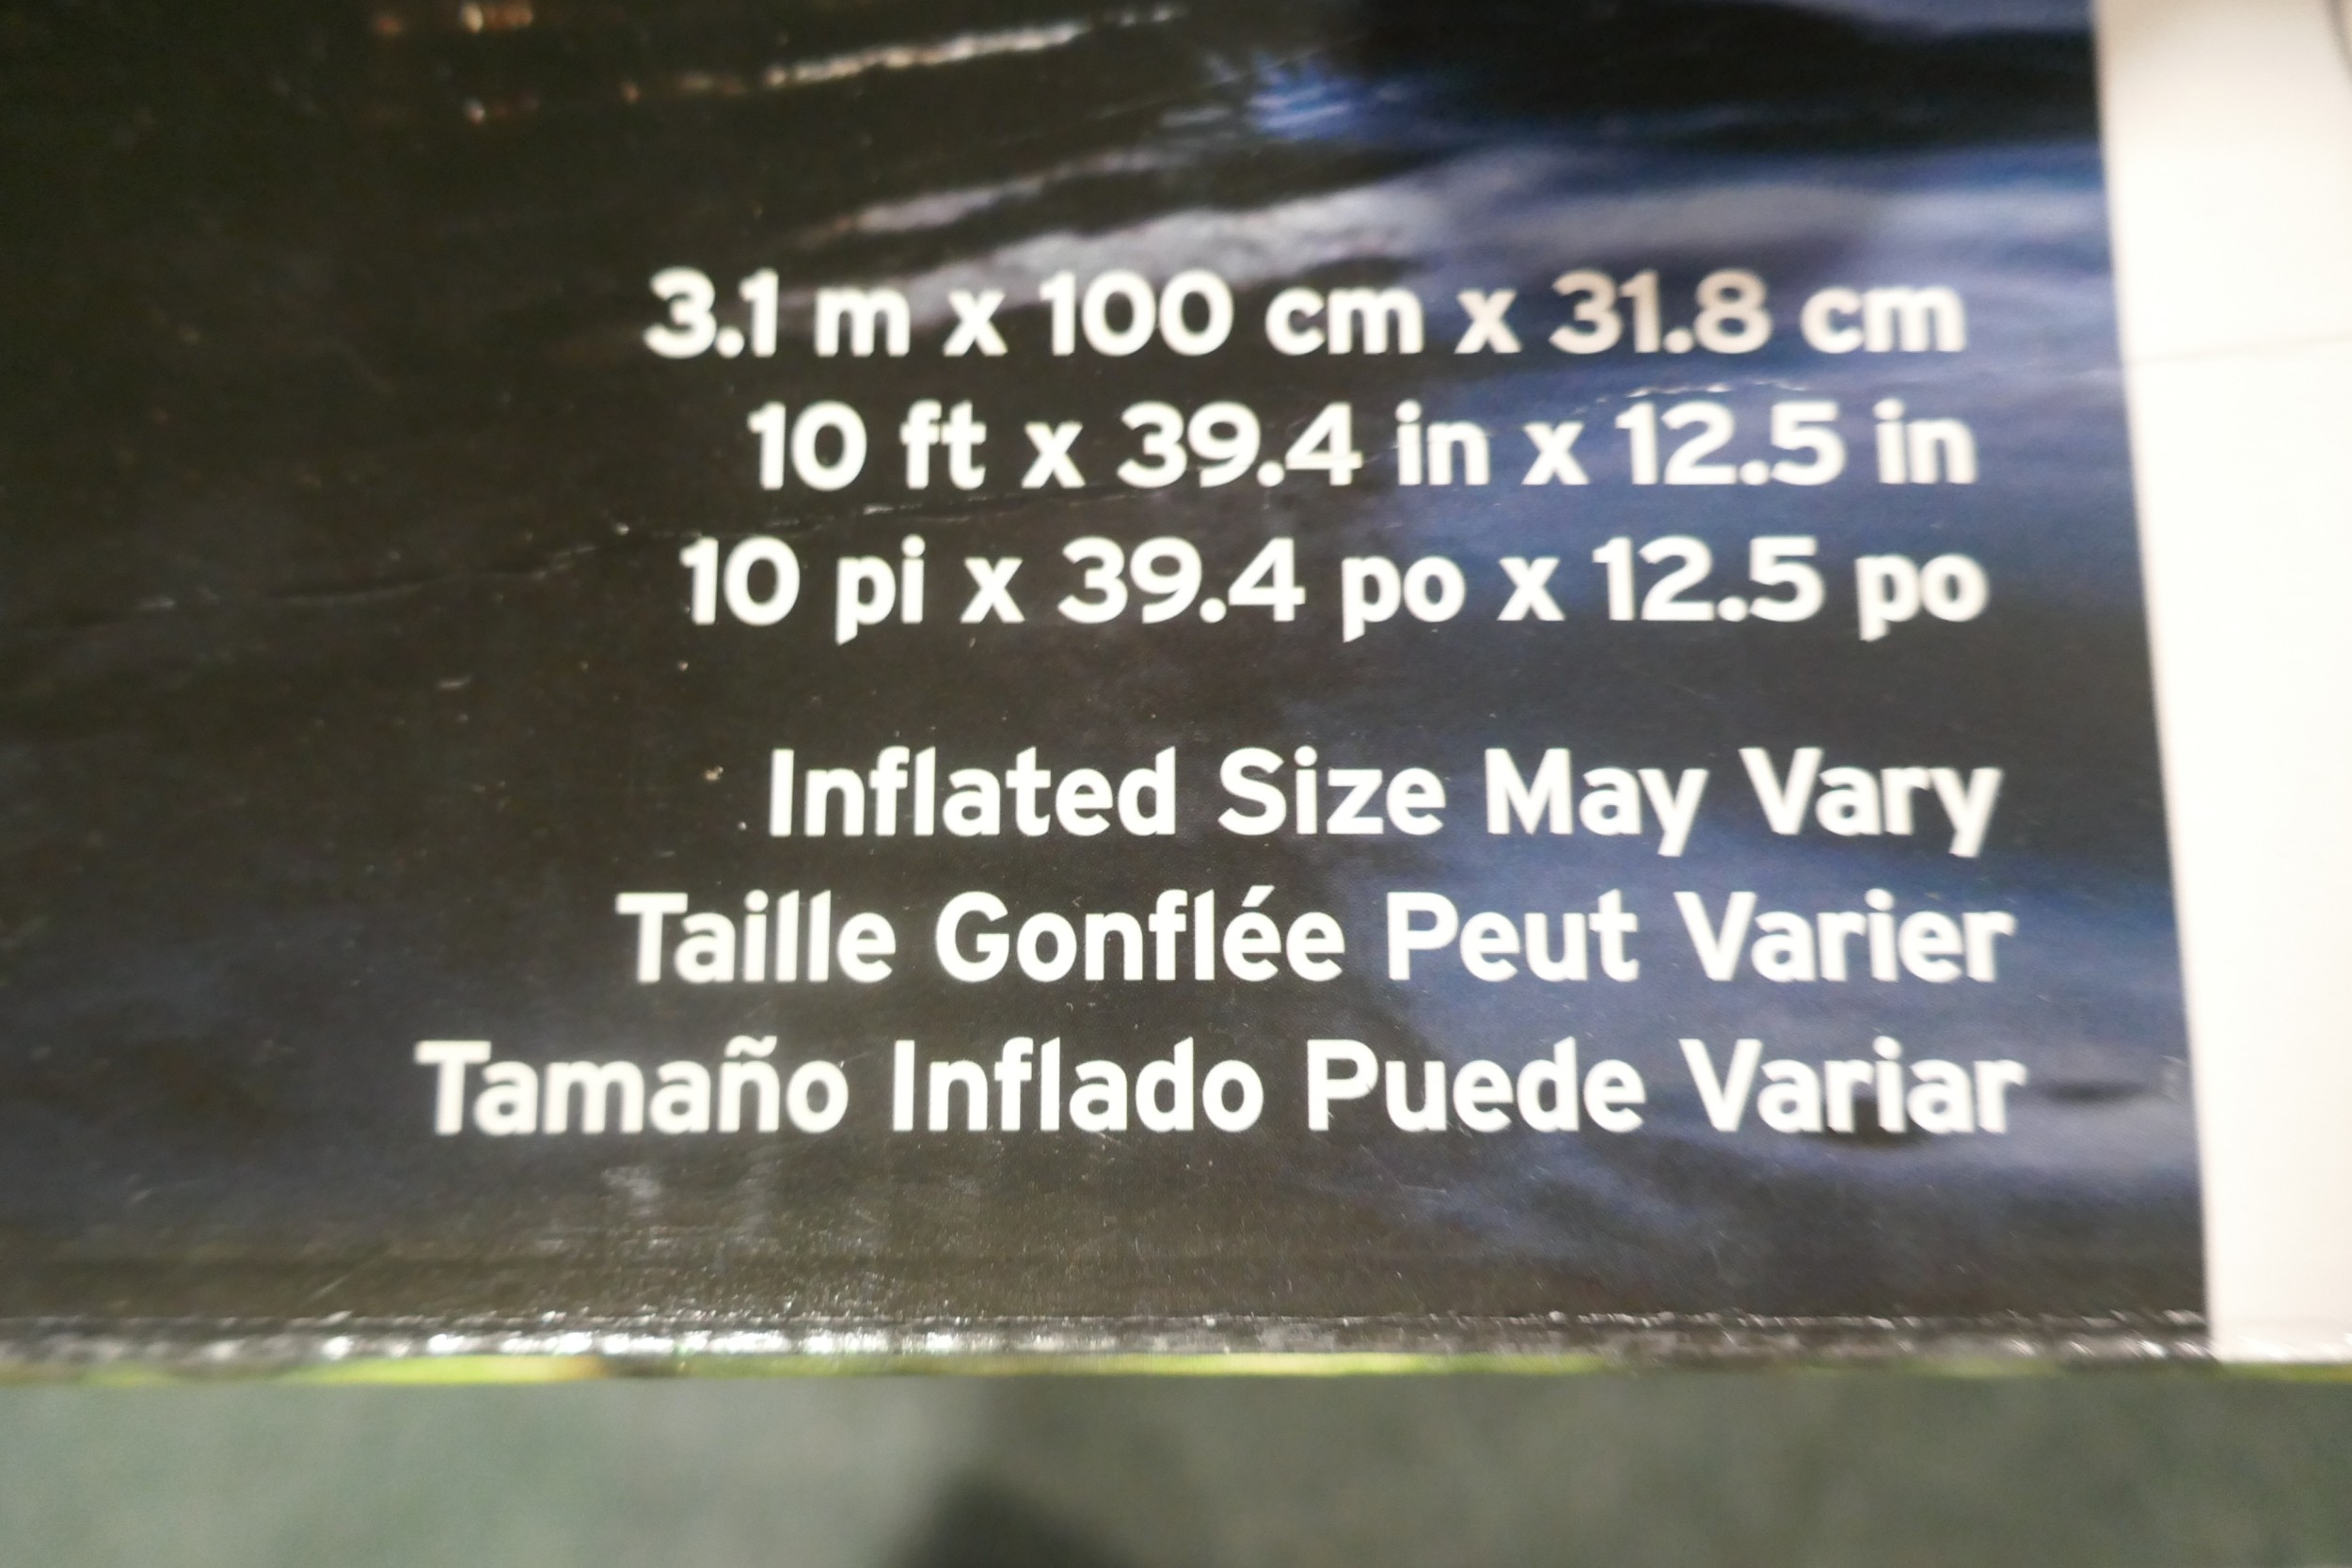 3.1 m x 100 cm x 31.8 cm
10 ft x 39.4 in x 12.5 in
10 pi x 39.4 po x 12.5 po
Inflated Size May Vary
Taille Gonflée Peut Varier
Tamaño Inflado Puede Variar